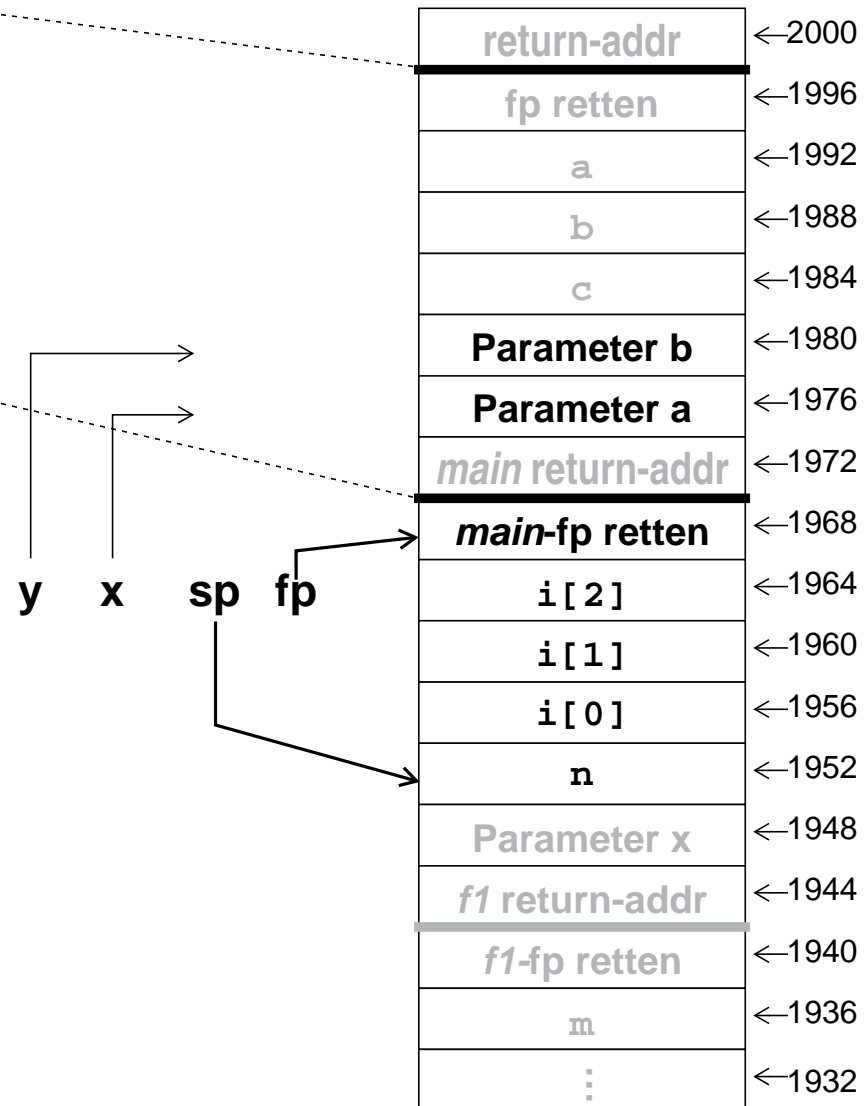 return-addr ←2000
fp retten ←1996
a ←1992
b ←1988
c ←1984
Parameter b ←1980
Parameter a ←1976
main return-addr ←1972
main-fp retten ←1968
y x sp fp i[2] ←1964
i[1] ←1960
i[0] ←1956
n ←1952
Parameter x ←1948
f1 return-addr ←1944
f1-fp retten ←1940
m ←1936
⋮ ←1932